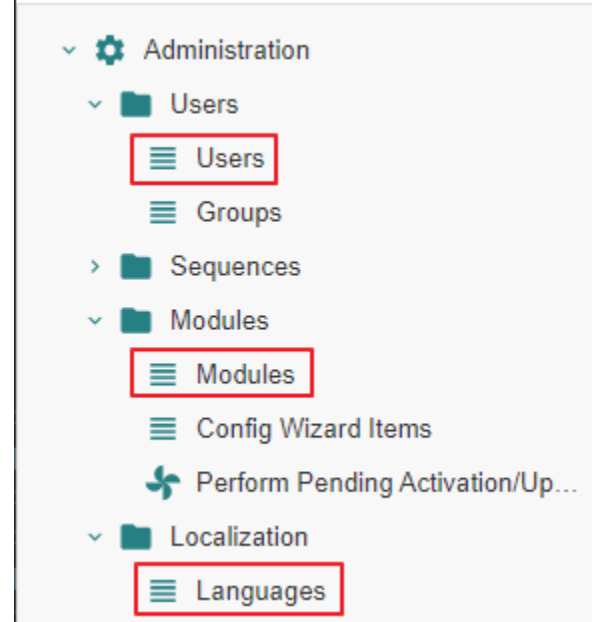 Administration
Users
Users
Groups
Sequences
Modules
Modules
Config Wizard Items
Perform Pending Activation/Up...
Localization
Languages